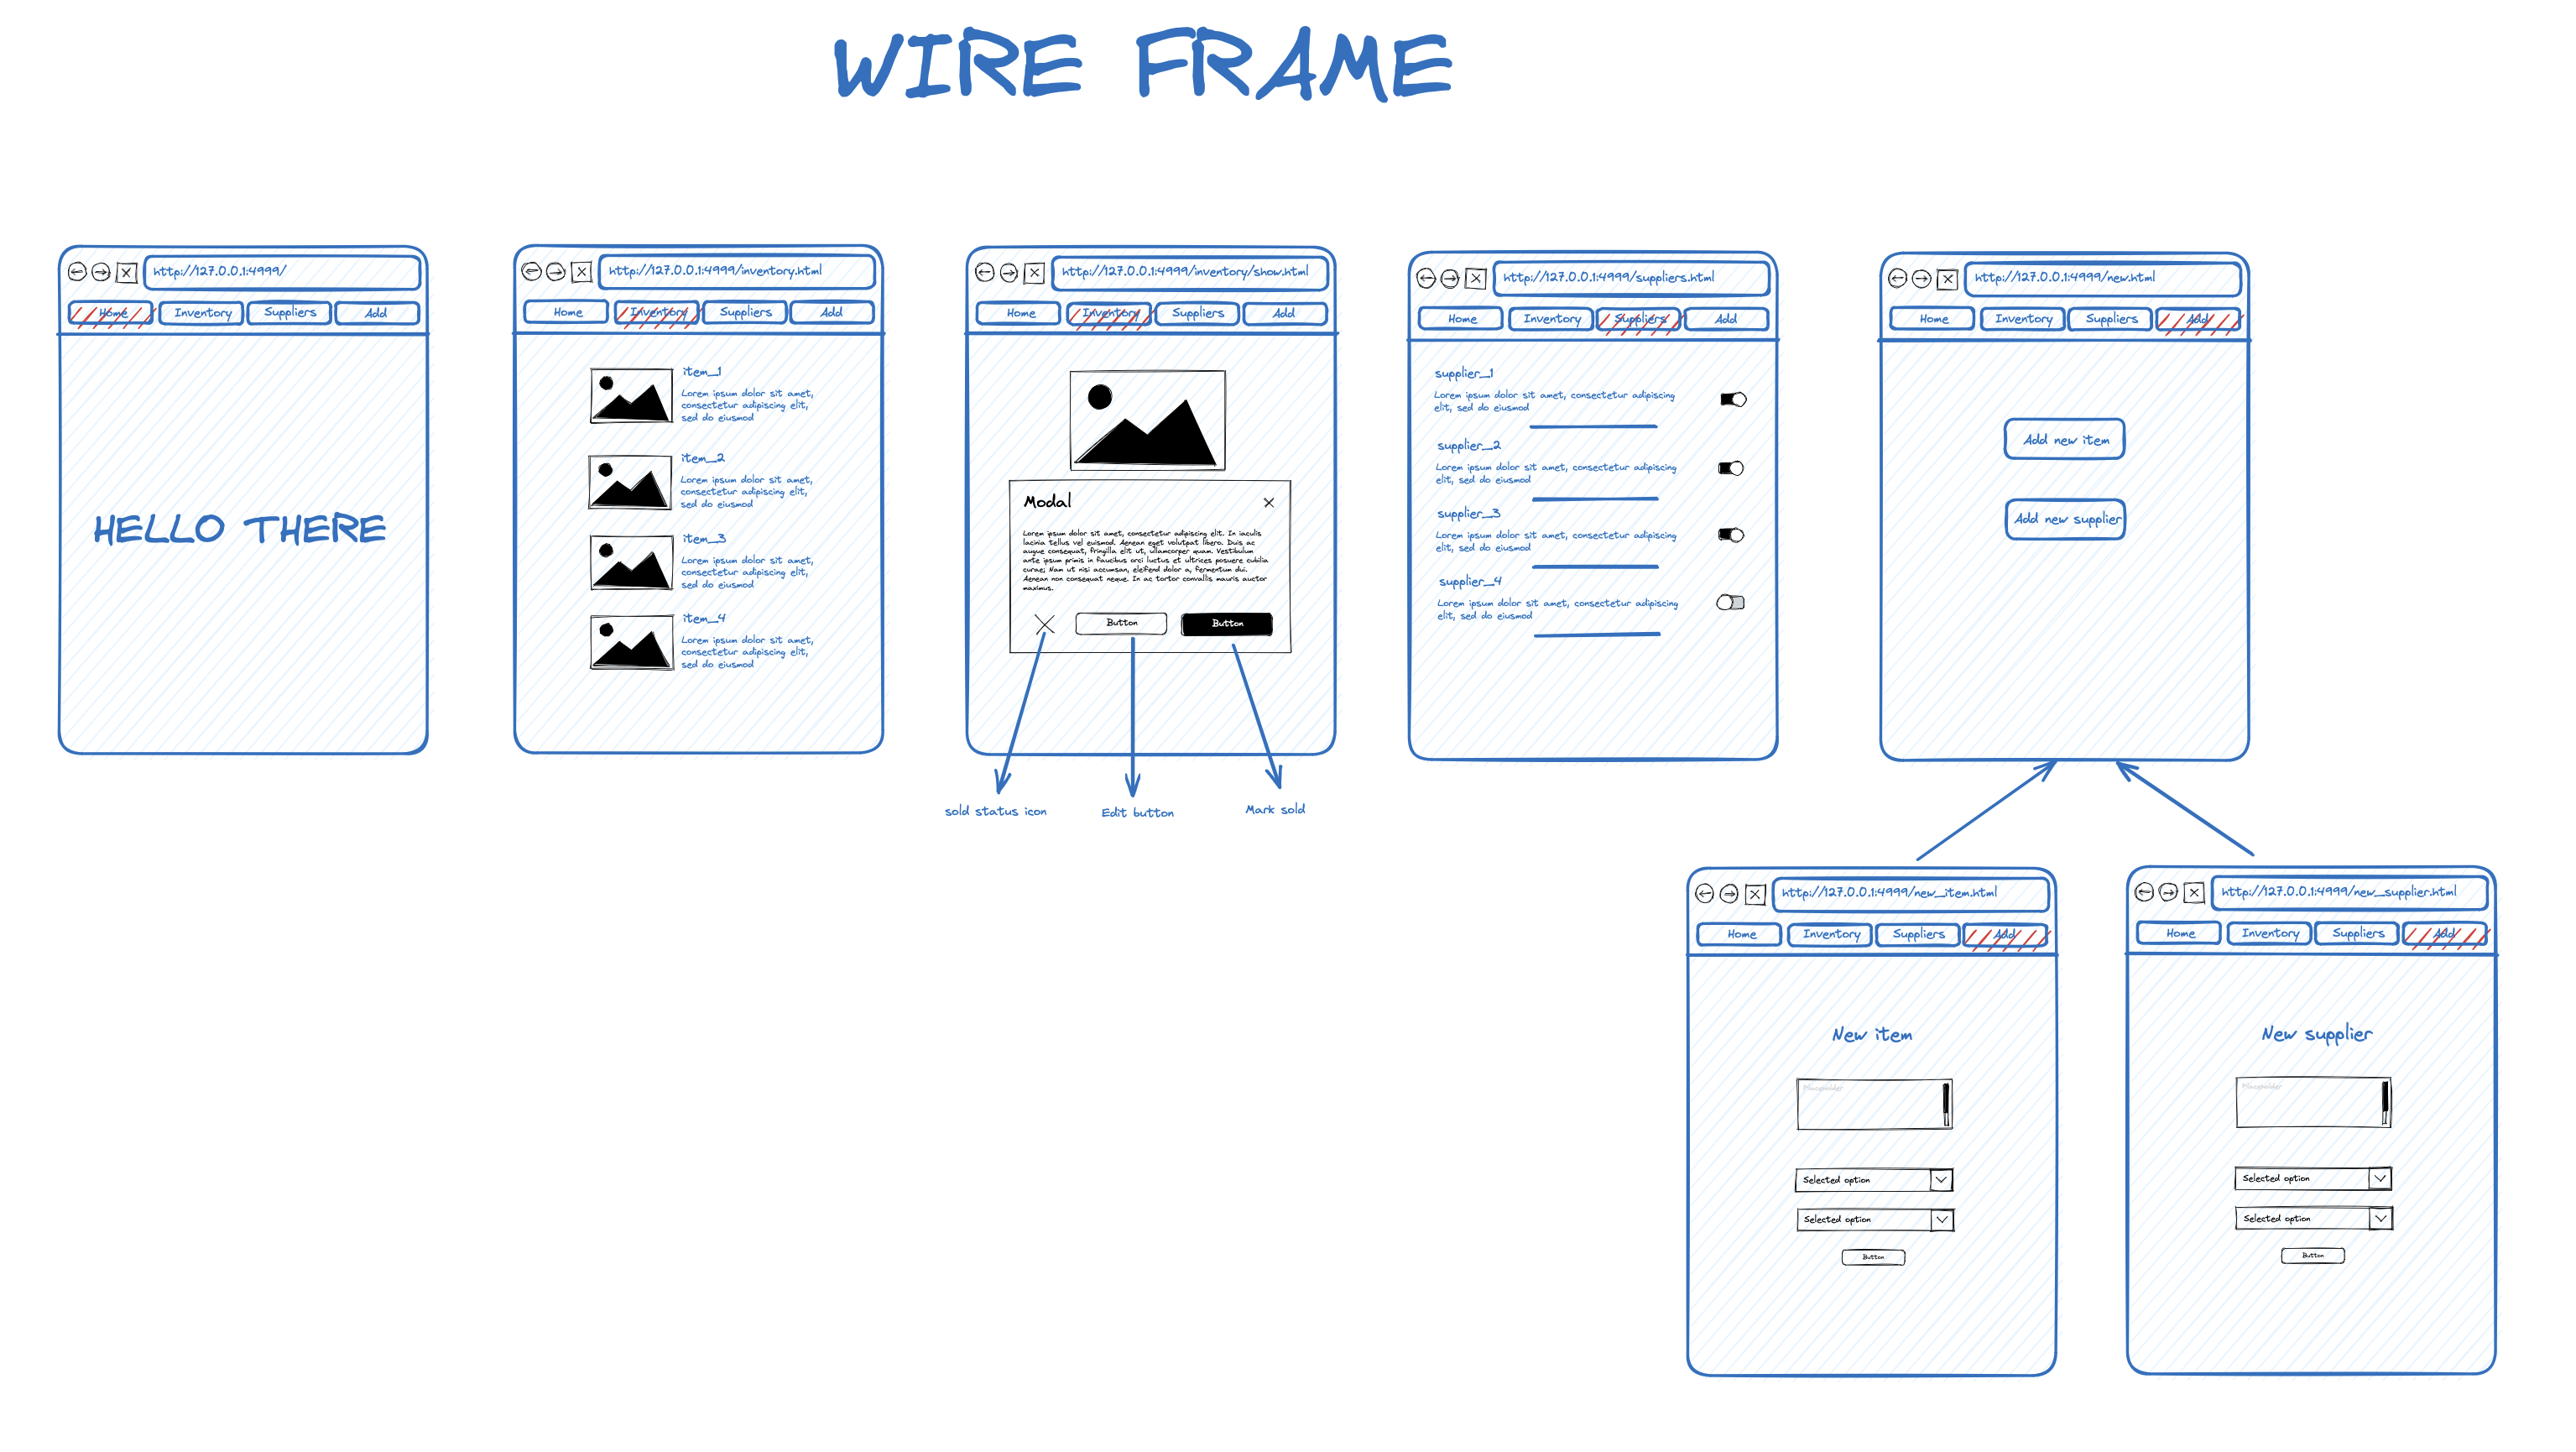 WIRE FRAME
http://127.0.0.1:4999/
Home Inventory Suppliers Add
HELLO THERE
http://127.0.0.1:4999/inventory.html
Home Inventory Suppliers Add
item_1
Lorem ipsum dolor sit amet,
consectetur adipiscing elit,
sed do eiusmod
item_2
Lorem ipsum dolor sit amet,
consectetur adipiscing elit,
sed do eiusmod
item_3
Lorem ipsum dolor sit amet,
consectetur adipiscing elit,
sed do eiusmod
item_4
Lorem ipsum dolor sit amet,
consectetur adipiscing elit,
sed do eiusmod
http://127.0.0.1:4999/inventory/show.html
Home Inventory Suppliers Add
Modal
Lorem ipsum dolor sit amet, consectetur adipiscing elit. In iaculis
lacinia tellus vel euismod. Aenean eget volutpat libero. Duis ac
augue consequat, fringilla elit ut, ullamcorper quam. Vestibulum
ante ipsum primis in faucibus orci luctus et ultrices posuere cubilia
curae; Nam ut nisi accumsan, eleifend dolor a, fermentum dui.
Aenean non consequat neque. In ac tortor convallis mauris auctor
maximus.
Button Button
sold status icon
Edit button
Mark sold
http://127.0.0.1:4999/suppliers.html
Home Inventory Suppliers Add
supplier_1
Lorem ipsum dolor sit amet, consectetur adipiscing
elit, sed do eiusmod
supplier_2
Lorem ipsum dolor sit amet, consectetur adipiscing
elit, sed do eiusmod
supplier_3
Lorem ipsum dolor sit amet, consectetur adipiscing
elit, sed do eiusmod
supplier_4
Lorem ipsum dolor sit amet, consectetur adipiscing
elit, sed do eiusmod
http://127.0.0.1:4999/new.html
Home Inventory Suppliers Add
Add new item
Add new supplier
http://127.0.0.1:4999/new_item.html
Home Inventory Suppliers Add
New item
Placeholder
Selected option
Selected option
Button
http://127.0.0.1:4999/new_supplier.html
Home Inventory Suppliers Add
New supplier
Placeholder
Selected option
Selected option
Button